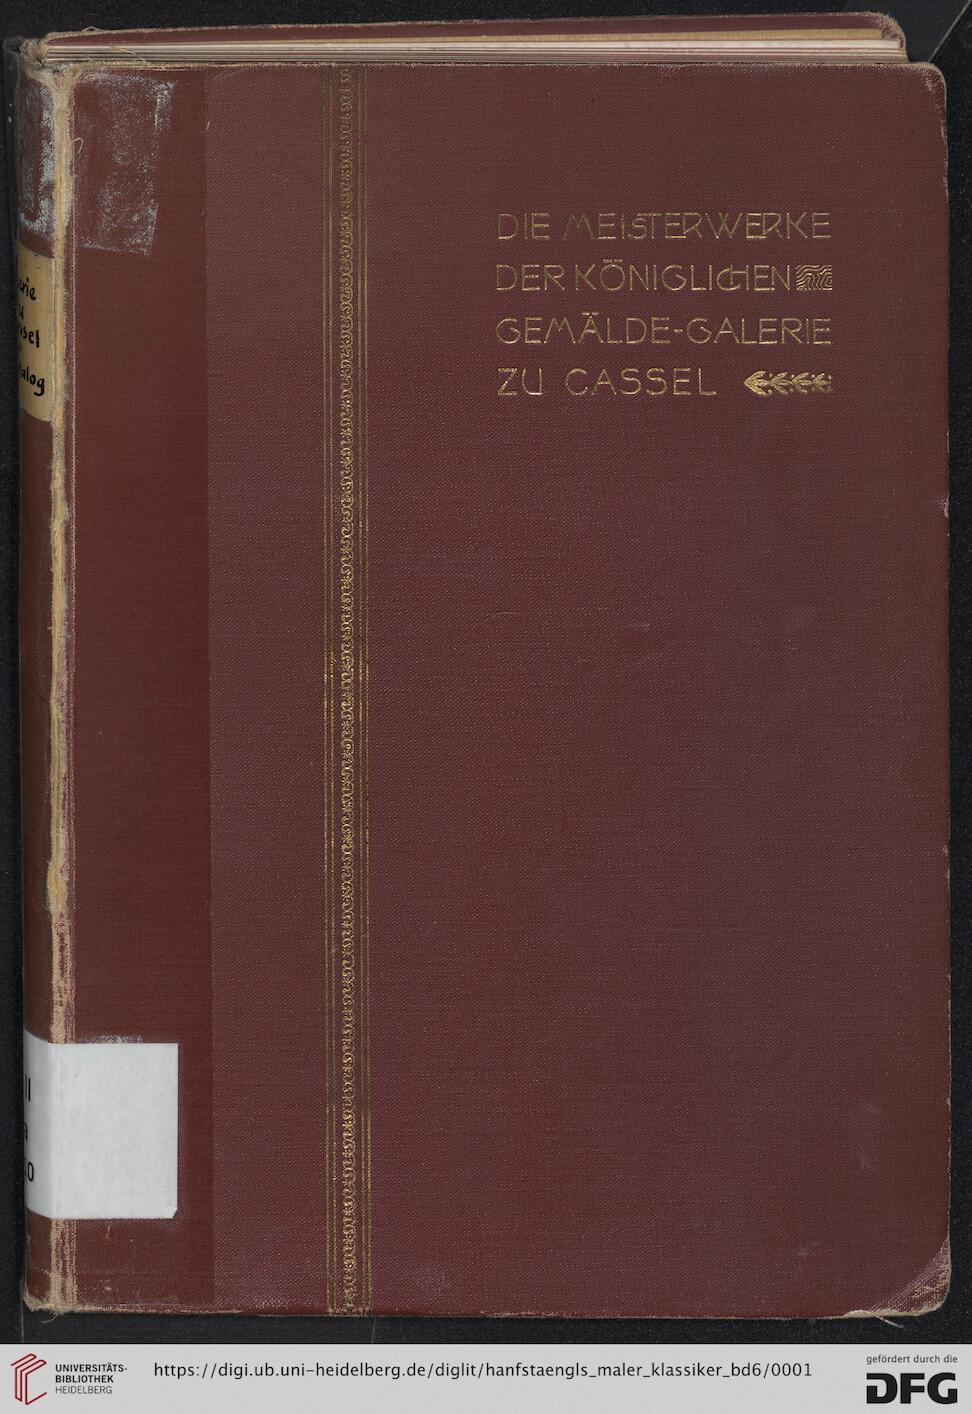 DIE MEISTERWERKE
DER KÖNIGLICHEN
GEMÄLDE-GALERIE
ZU CASSEL
UNIVERSITÄTS-
BIBLIOTHEK
HEIDELBERG
https://digi.ub.uni-heidelberg.de/diglit/hanfstaengls_maler_klassiker_bd6/0001
gefördert durch die
DFG